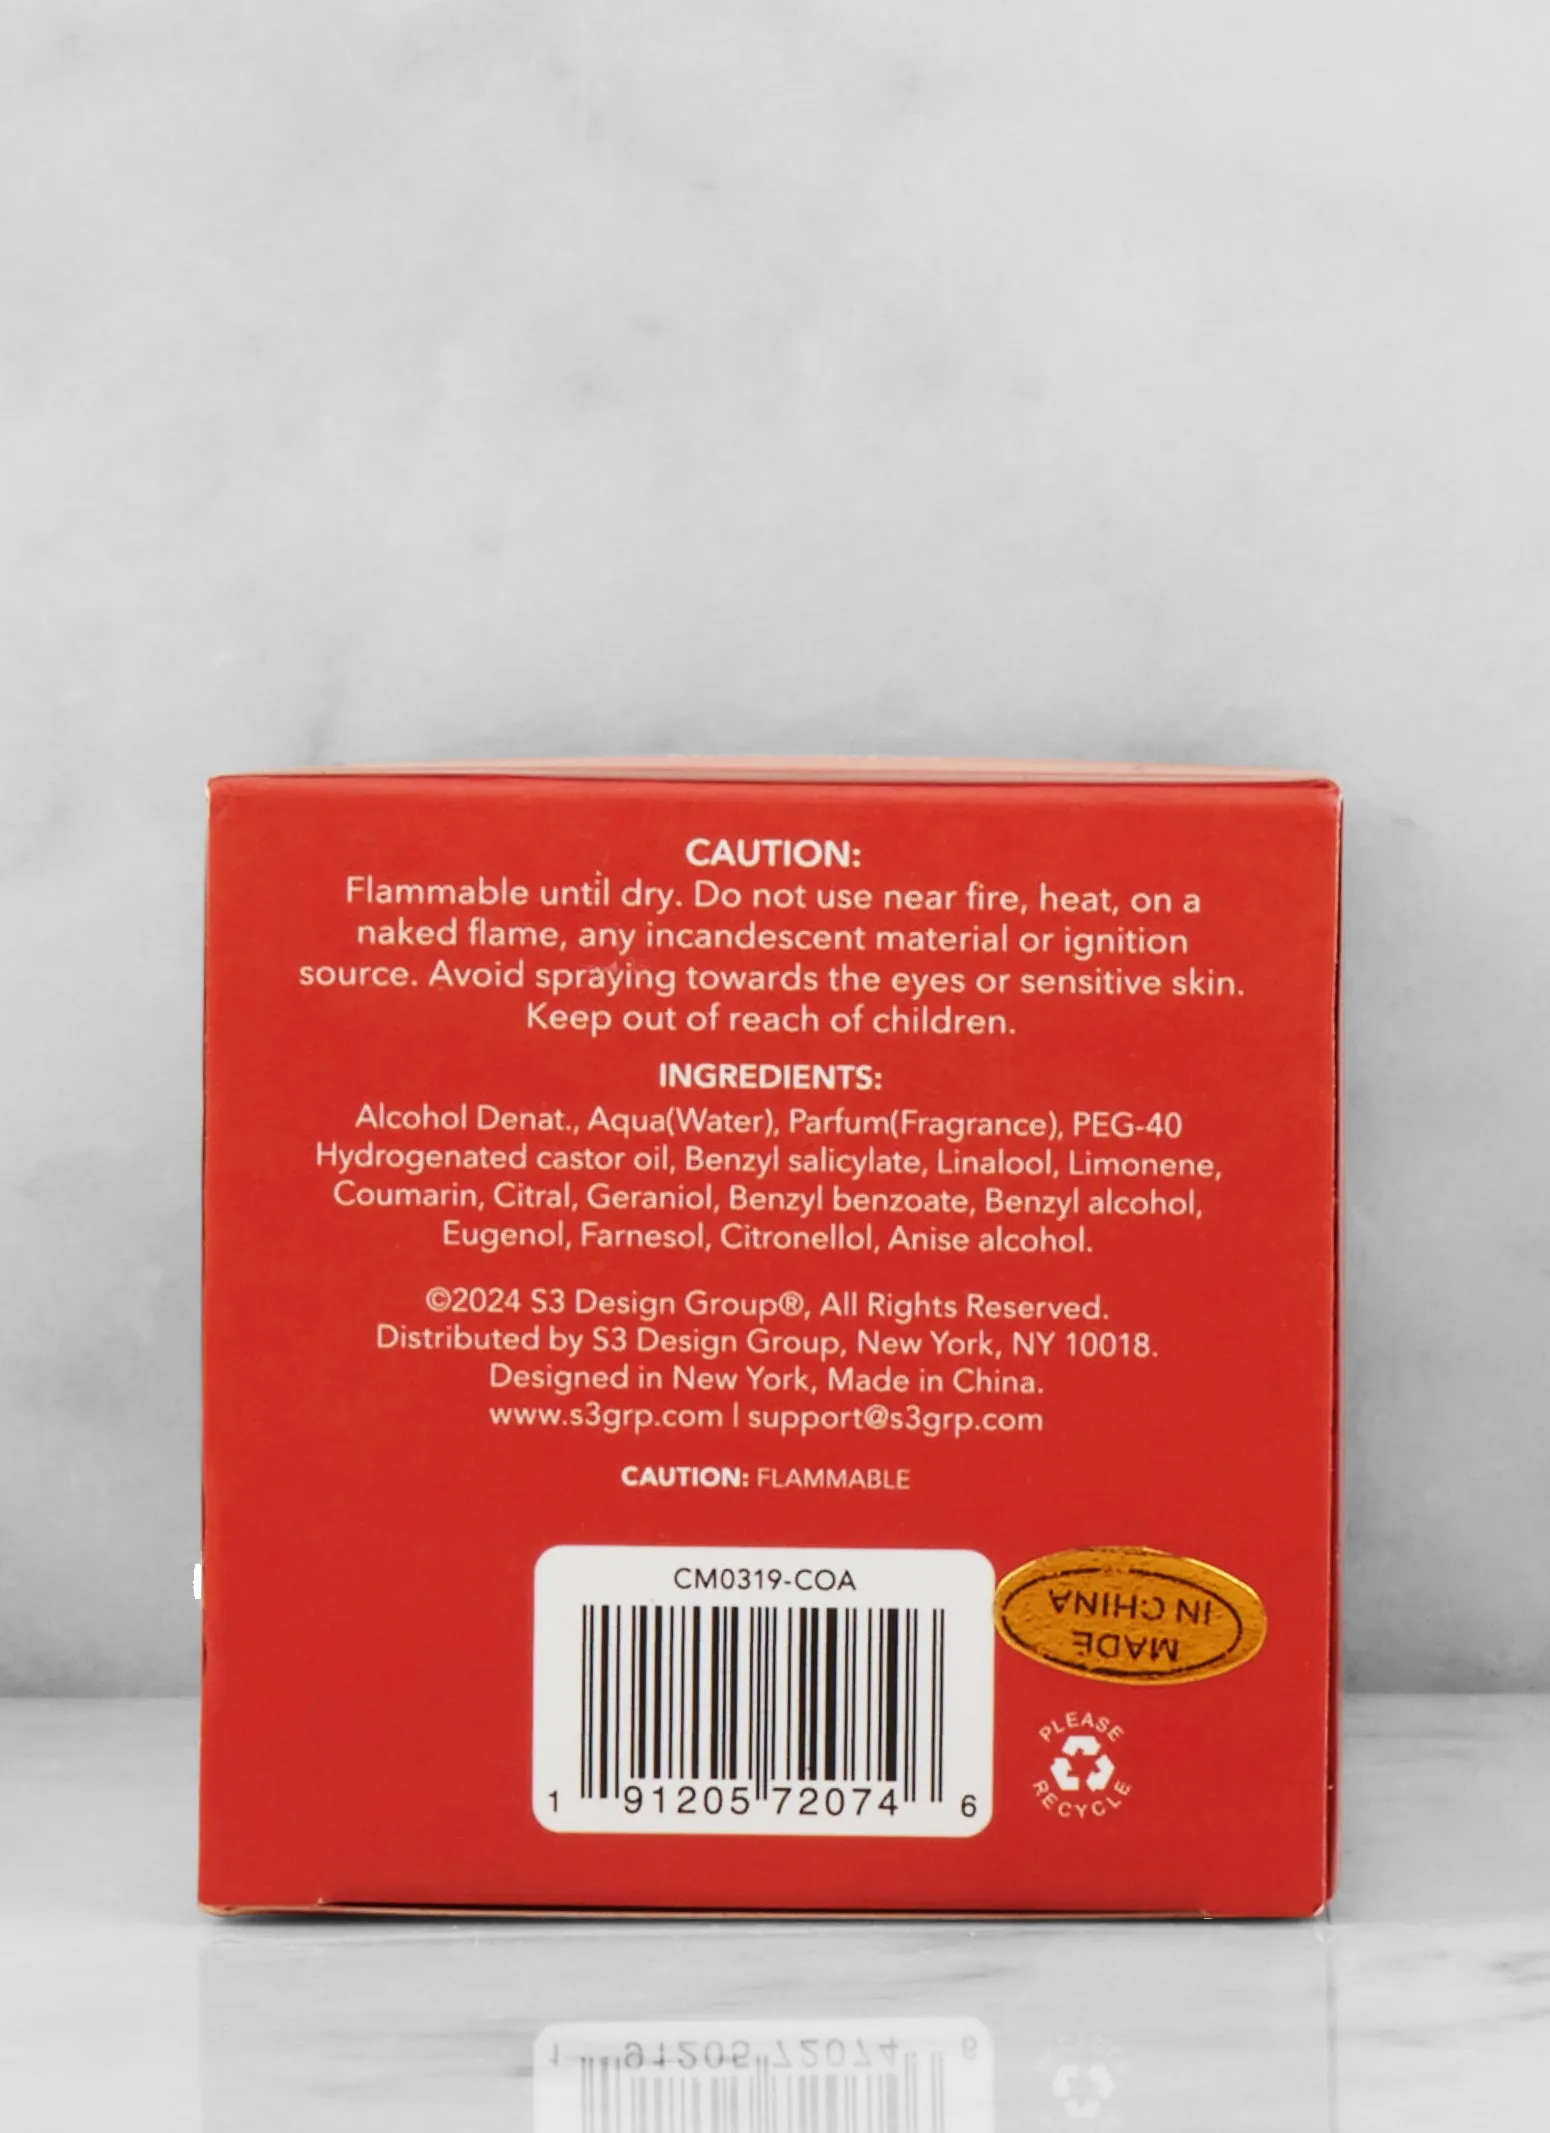 CAUTION:
Flammable until dry. Do not use near fire, heat, on a
naked flame, any incandescent material or ignition
source. Avoid spraying towards the eyes or sensitive skin.
Keep out of reach of children.
INGREDIENTS:
Alcohol Denat., Aqua(Water), Parfum(Fragrance), PEG-40
Hydrogenated castor oil, Benzyl salicylate, Linalool, Limonene,
Coumarin, Citral, Geraniol, Benzyl benzoate, Benzyl alcohol,
Eugenol, Farnesol, Citronellol, Anise alcohol.
©2024 S3 Design Group®, All Rights Reserved.
Distributed by S3 Design Group, New York, NY 10018.
Designed in New York, Made in China.
www.s3grp.com | support@s3grp.com
CAUTION: FLAMMABLE
CM0319-COA
1 91205 72074 6
MADE
IN CHINA
PLEASE
RECYCLE